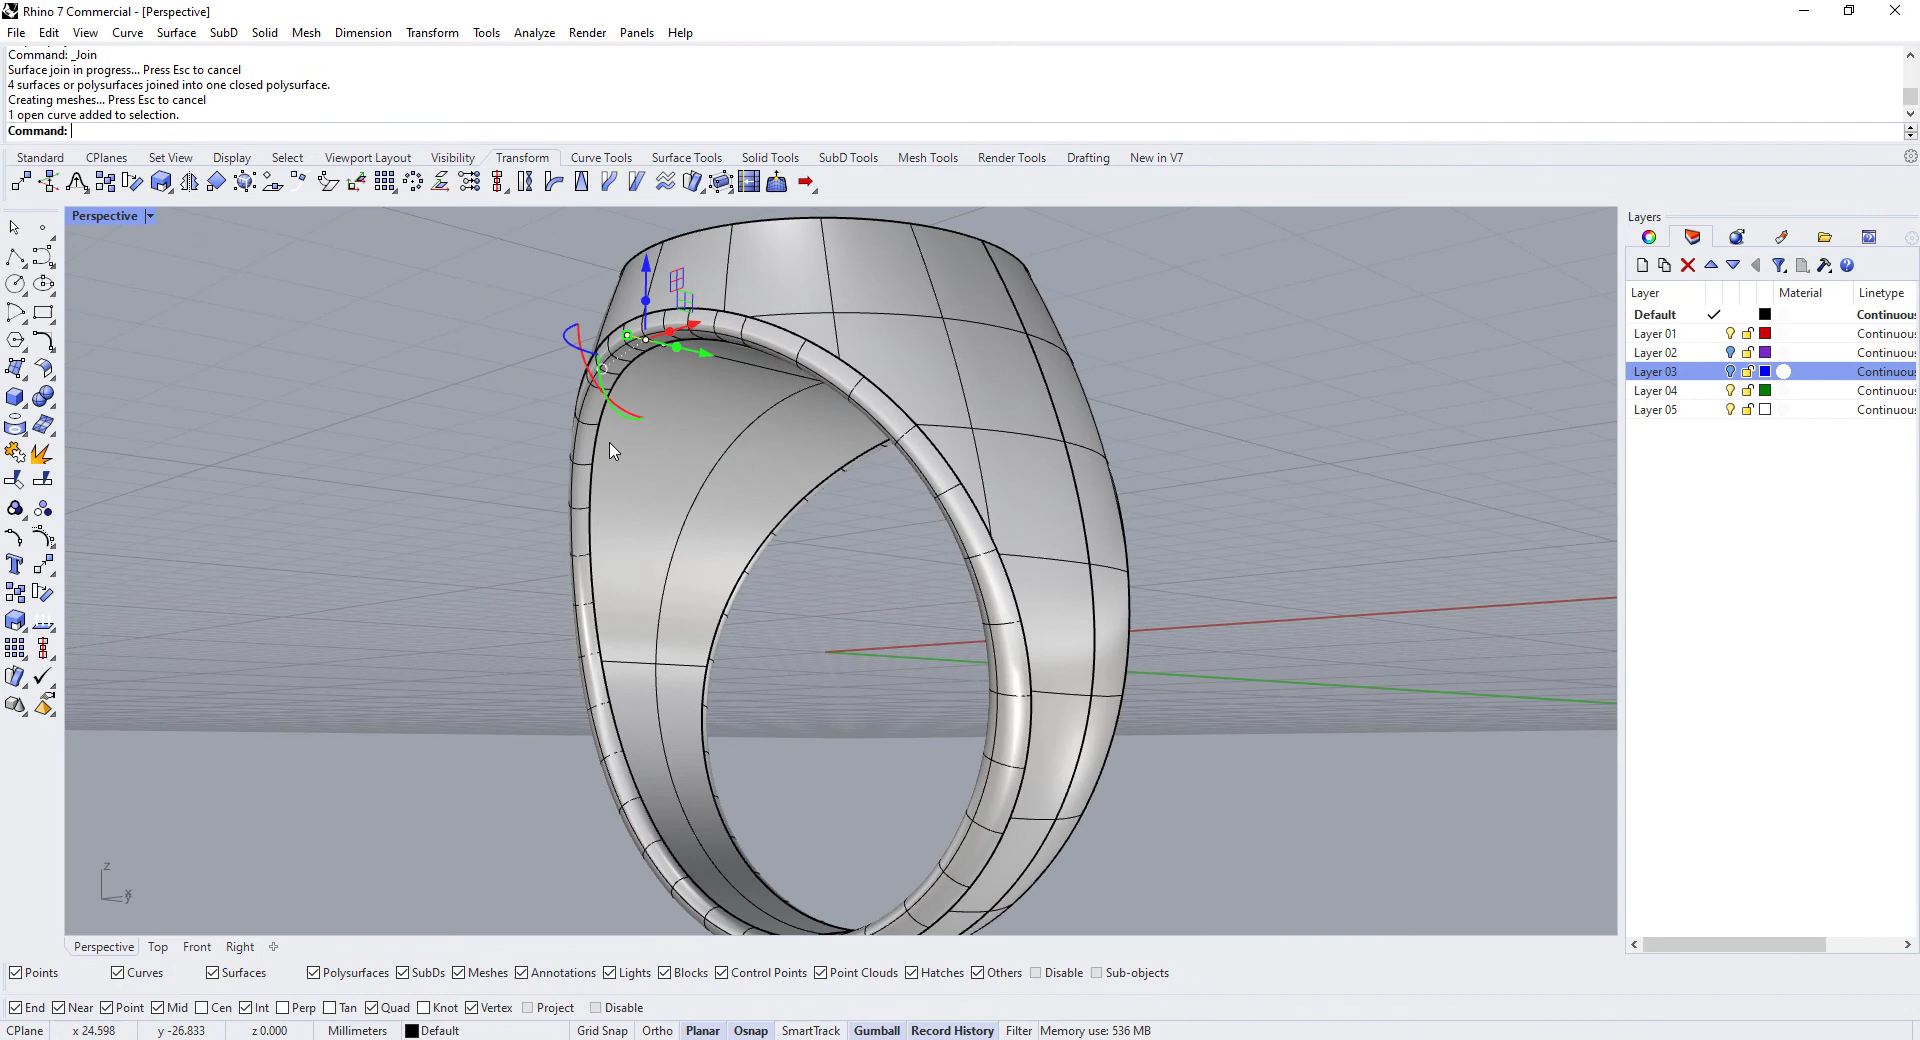 Rhino 7 Commercial - [Perspective]
File Edit View Curve Surface SubD Solid Mesh Dimension Transform Tools Analyze Render Panels Help
Command: _Join
Surface join in progress... Press Esc to cancel
4 surfaces or polysurfaces joined into one closed polysurface.
Creating meshes... Press Esc to cancel
1 open curve added to selection.
Command:
Standard CPlanes Set View Display Select Viewport Layout Visibility Transform Curve Tools Surface Tools Solid Tools SubD Tools Mesh Tools Render Tools Drafting New in V7
Perspective
Layers
Layer Material Linetype
Default Continuous
Layer 01 Continuou
Layer 02 Continuou
Layer 03 Continuou
Layer 04 Continuou
Layer 05 Continuou
z
Perspective Top Front Right
Points Curves Surfaces Polysurfaces SubDs Meshes Annotations Lights Blocks Control Points Point Clouds Hatches Others Disable Sub-objects
End Near Point Mid Cen Int Perp Tan Quad Knot Vertex Project Disable
CPlane x 24.598 y -26.833 z 0.000 Millimeters Default Grid Snap Ortho Planar Osnap SmartTrack Gumball Record History Filter Memory use: 536 MB